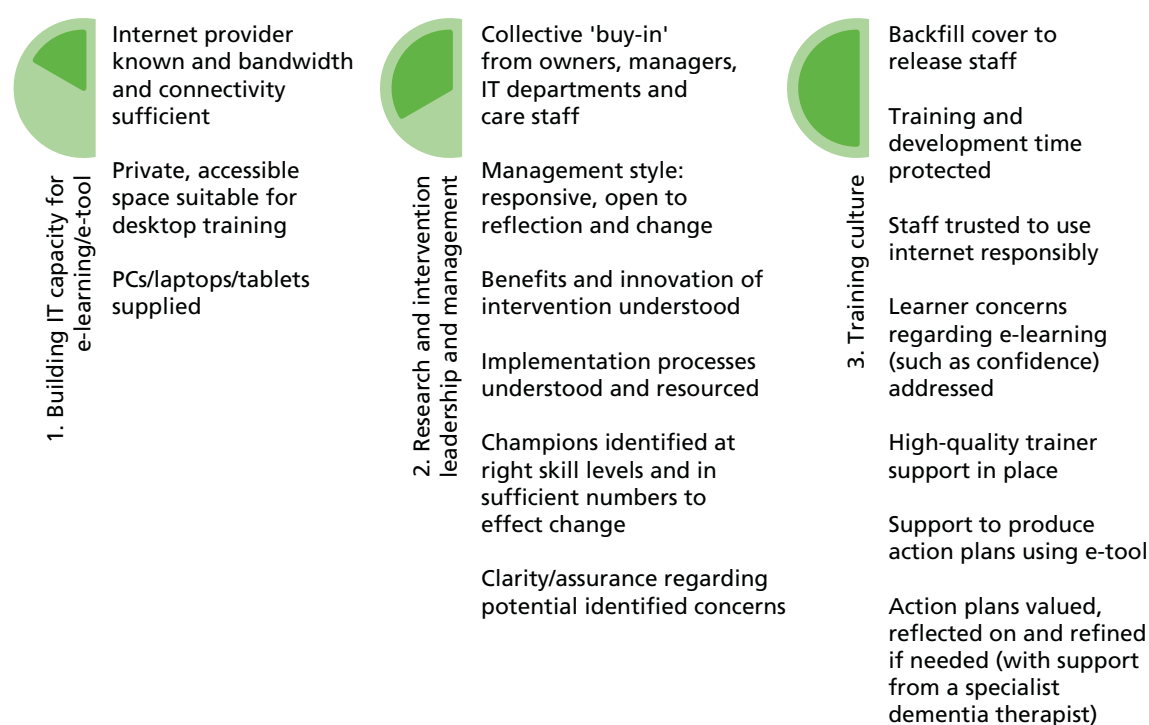 Internet provider
known and bandwidth
and connectivity
sufficient
Private, accessible
space suitable for
desktop training
PCs/laptops/tablets
supplied
1. Building IT capacity for
e-learning/e-tool
Collective 'buy-in'
from owners, managers,
IT departments and
care staff
Management style:
responsive, open to
reflection and change
Benefits and innovation of
intervention understood
Implementation processes
understood and resourced
Champions identified at
right skill levels and in
sufficient numbers to
effect change
Clarity/assurance regarding
potential identified concerns
2. Research and intervention
leadership and management
Backfill cover to
release staff
Training and
development time
protected
Staff trusted to use
internet responsibly
Learner concerns
regarding e-learning
(such as confidence)
addressed
High-quality trainer
support in place
Support to produce
action plans using e-tool
Action plans valued,
reflected on and refined
if needed (with support
from a specialist
dementia therapist)
3. Training culture